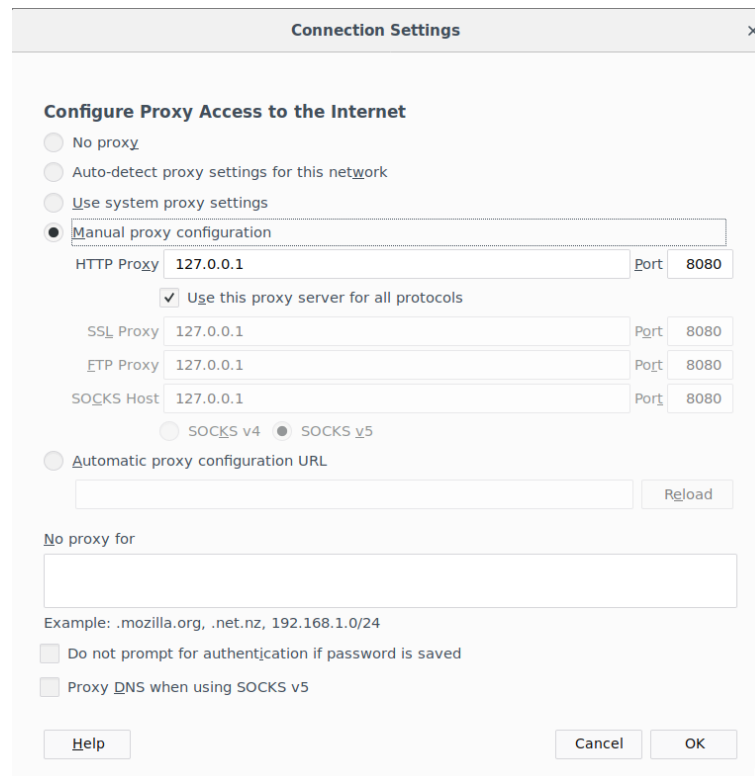 Connection Settings
Configure Proxy Access to the Internet
No proxy
Auto-detect proxy settings for this network
Use system proxy settings
Manual proxy configuration
HTTP Proxy 127.0.0.1 Port 8080
Use this proxy server for all protocols
SSL Proxy 127.0.0.1 Port 8080
FTP Proxy 127.0.0.1 Port 8080
SOCKS Host 127.0.0.1 Port 8080
SOCKS v4 SOCKS v5
Automatic proxy configuration URL
Reload
No proxy for
Example: .mozilla.org, .net.nz, 192.168.1.0/24
Do not prompt for authentication if password is saved
Proxy DNS when using SOCKS v5
Help Cancel OK